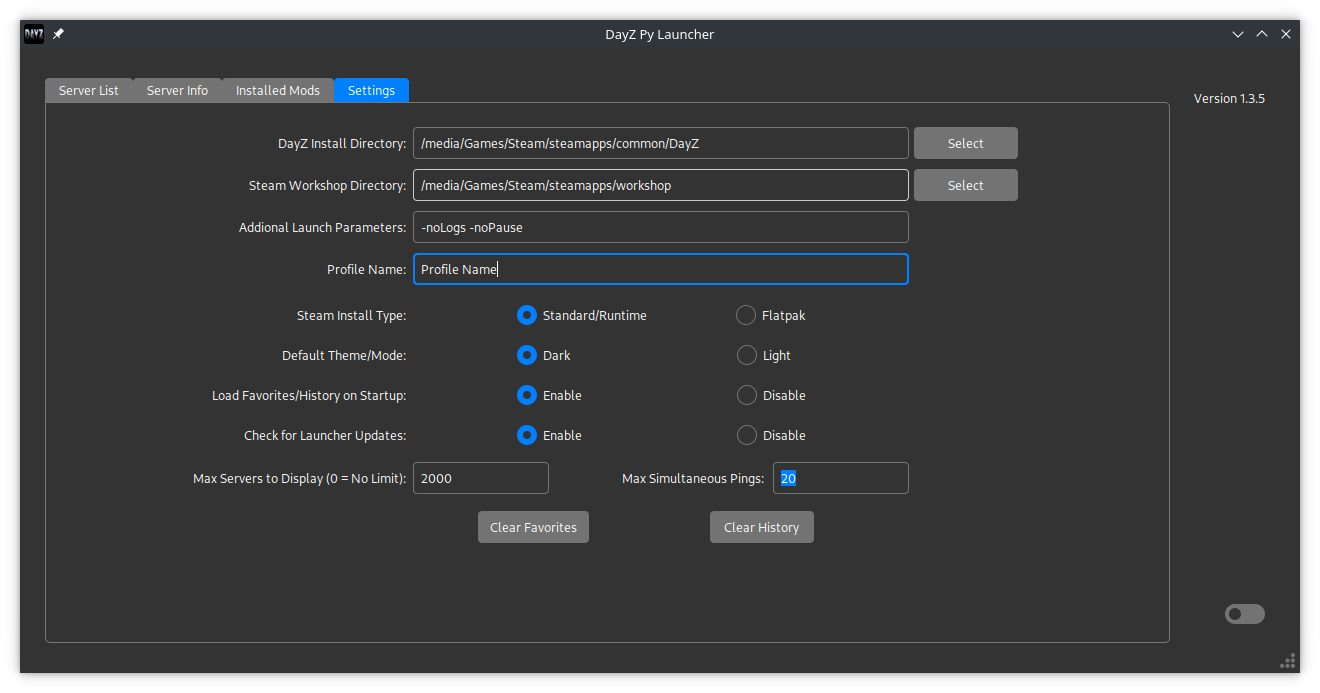 DAYZ
DayZ Py Launcher
Server List Server Info Installed Mods Settings
Version 1.3.5
DayZ Install Directory: /media/Games/Steam/steamapps/common/DayZ Select
Steam Workshop Directory: /media/Games/Steam/steamapps/workshop Select
Addional Launch Parameters: -noLogs -noPause
Profile Name: Profile Name
Steam Install Type: Standard/Runtime Flatpak
Default Theme/Mode: Dark Light
Load Favorites/History on Startup: Enable Disable
Check for Launcher Updates: Enable Disable
Max Servers to Display (0 = No Limit): 2000 Max Simultaneous Pings: 20
Clear Favorites Clear History